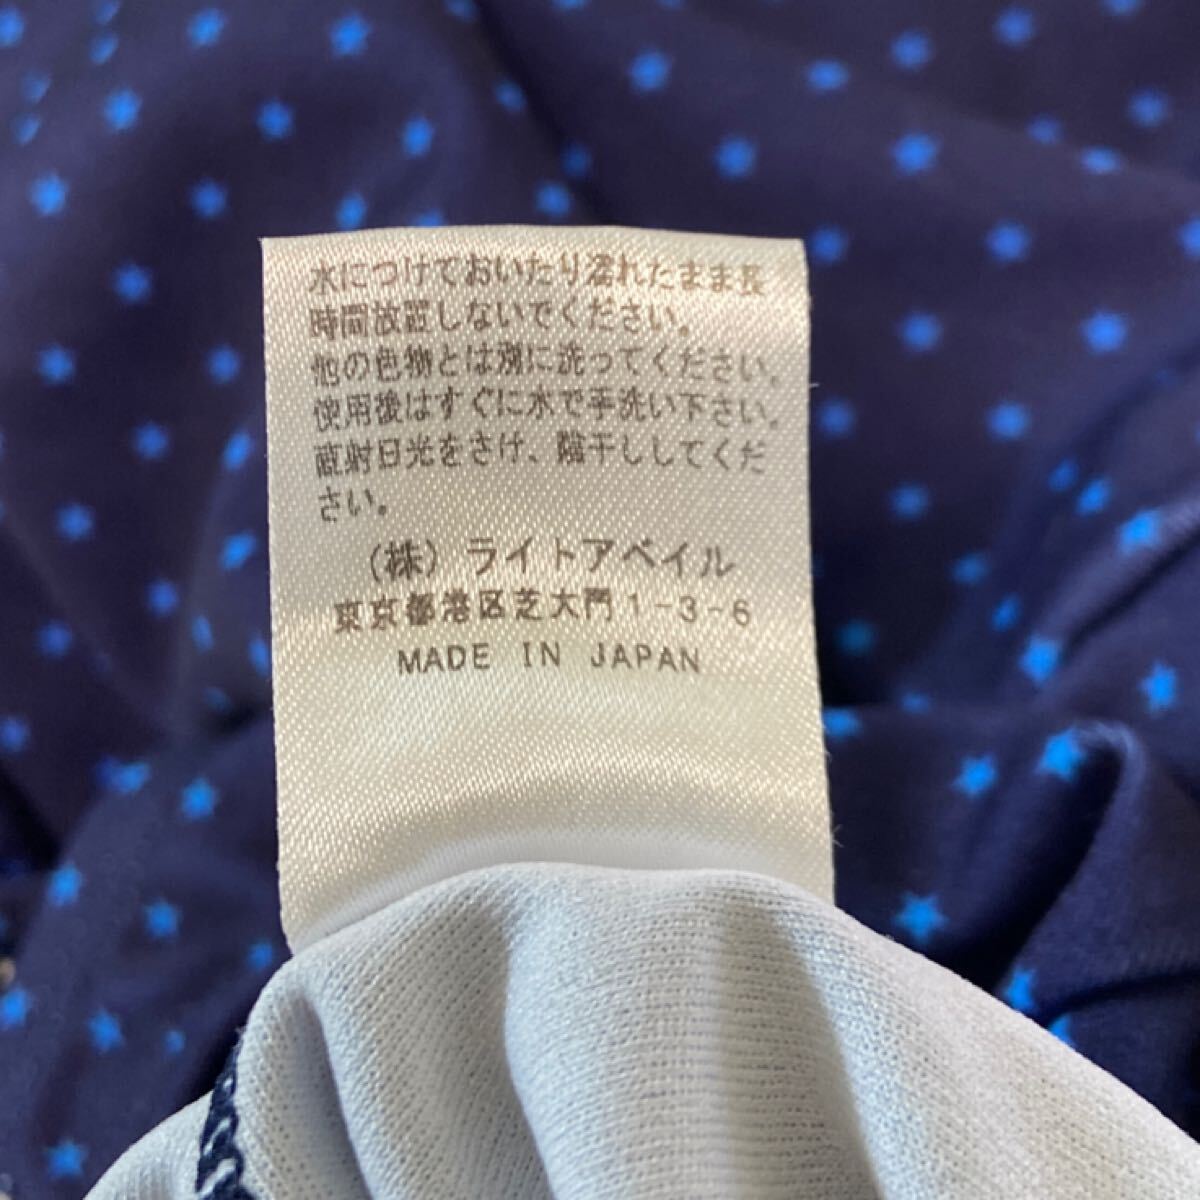 水につけておいたり濡れたまま長
時間放置しないでください。
他の色物とは別に洗ってください。
使用後はすぐに水で手洗い下さい。
直射日光をさけ、陰干ししてくだ
さい。
(株)ライトアベイル
東京都港区芝大門1-3-6
MADE IN JAPAN